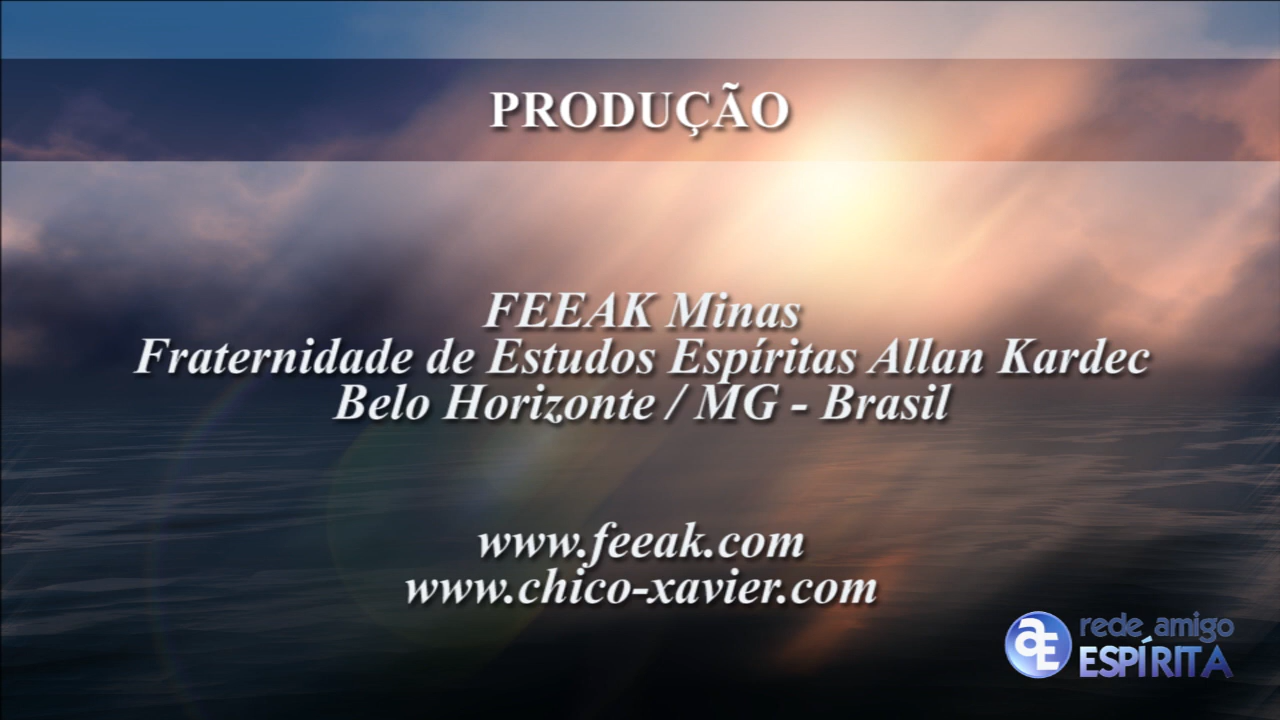 PRODUÇÃO
FEEAK Minas
Fraternidade de Estudos Espíritas Allan Kardec
Belo Horizonte / MG - Brasil
www.feeak.com
www.chico-xavier.com
aE rede amigo
ESPÍRITA